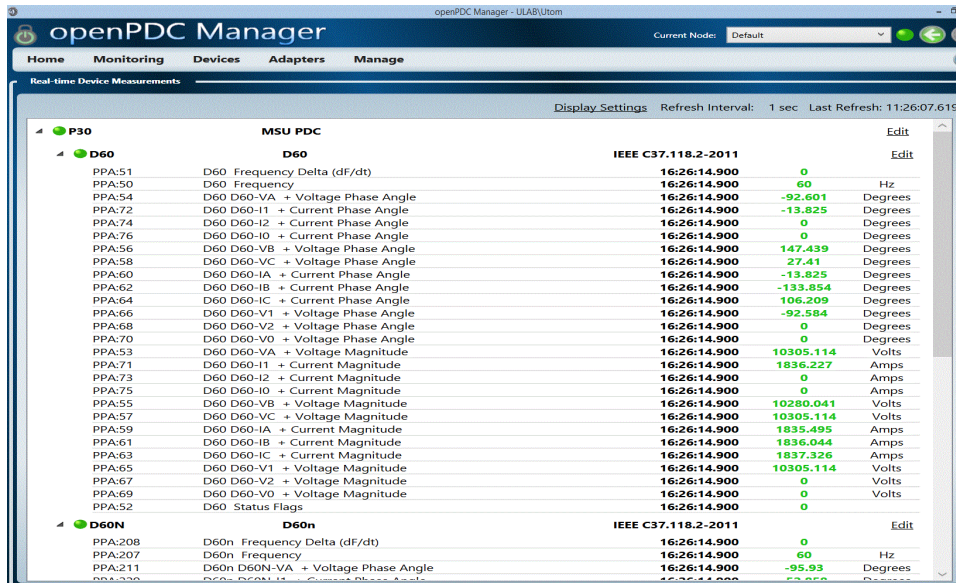 openPDC Manager - ULAB\Utom
openPDC Manager
Current Node: Default
Home Monitoring Devices Adapters Manage
Real-time Device Measurements
Display Settings Refresh Interval: 1 sec Last Refresh: 11:26:07.619
P30 MSU PDC Edit
D60 D60 IEEE C37.118.2-2011 Edit
PPA:51 D60 Frequency Delta (dF/dt) 16:26:14.900 0
PPA:50 D60 Frequency 16:26:14.900 60 Hz
PPA:54 D60 D60-VA + Voltage Phase Angle 16:26:14.900 -92.601 Degrees
PPA:72 D60 D60-I1 + Current Phase Angle 16:26:14.900 -13.825 Degrees
PPA:74 D60 D60-I2 + Current Phase Angle 16:26:14.900 0 Degrees
PPA:76 D60 D60-I0 + Current Phase Angle 16:26:14.900 0 Degrees
PPA:56 D60 D60-VB + Voltage Phase Angle 16:26:14.900 147.439 Degrees
PPA:58 D60 D60-VC + Voltage Phase Angle 16:26:14.900 27.41 Degrees
PPA:60 D60 D60-IA + Current Phase Angle 16:26:14.900 -13.825 Degrees
PPA:62 D60 D60-IB + Current Phase Angle 16:26:14.900 -133.854 Degrees
PPA:64 D60 D60-IC + Current Phase Angle 16:26:14.900 106.209 Degrees
PPA:66 D60 D60-V1 + Voltage Phase Angle 16:26:14.900 -92.584 Degrees
PPA:68 D60 D60-V2 + Voltage Phase Angle 16:26:14.900 0 Degrees
PPA:70 D60 D60-V0 + Voltage Phase Angle 16:26:14.900 0 Degrees
PPA:53 D60 D60-VA + Voltage Magnitude 16:26:14.900 10305.114 Volts
PPA:71 D60 D60-I1 + Current Magnitude 16:26:14.900 1836.227 Amps
PPA:73 D60 D60-I2 + Current Magnitude 16:26:14.900 0 Amps
PPA:75 D60 D60-I0 + Current Magnitude 16:26:14.900 0 Amps
PPA:55 D60 D60-VB + Voltage Magnitude 16:26:14.900 10280.041 Volts
PPA:57 D60 D60-VC + Voltage Magnitude 16:26:14.900 10305.114 Volts
PPA:59 D60 D60-IA + Current Magnitude 16:26:14.900 1835.495 Amps
PPA:61 D60 D60-IB + Current Magnitude 16:26:14.900 1836.044 Amps
PPA:63 D60 D60-IC + Current Magnitude 16:26:14.900 1837.326 Amps
PPA:65 D60 D60-V1 + Voltage Magnitude 16:26:14.900 10305.114 Volts
PPA:67 D60 D60-V2 + Voltage Magnitude 16:26:14.900 0 Volts
PPA:69 D60 D60-V0 + Voltage Magnitude 16:26:14.900 0 Volts
PPA:52 D60 Status Flags 16:26:14.900 0
D60N D60n IEEE C37.118.2-2011 Edit
PPA:208 D60n Frequency Delta (dF/dt) 16:26:14.900 0
PPA:207 D60n Frequency 16:26:14.900 60 Hz
PPA:211 D60n D60N-VA + Voltage Phase Angle 16:26:14.900 -95.93 Degrees